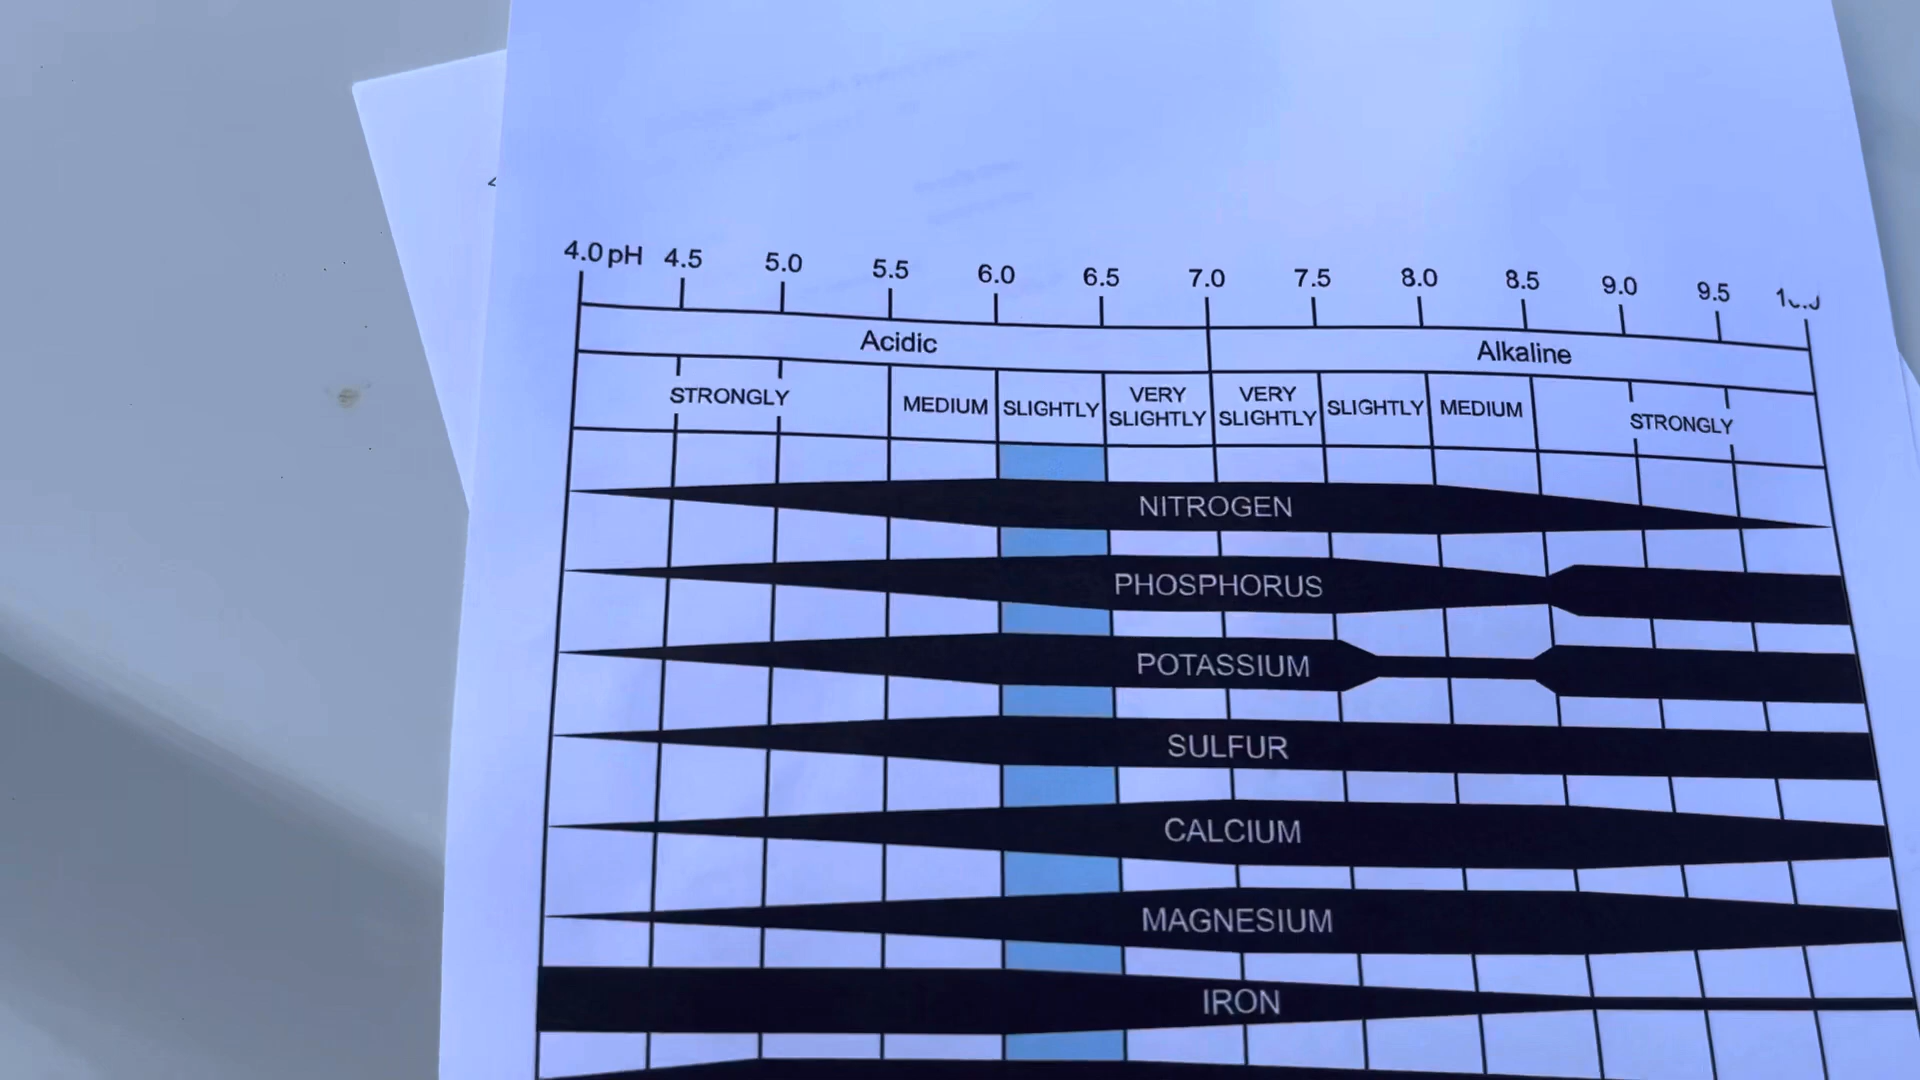 4.0 pH 4.5 5.0 5.5 6.0 6.5 7.0 7.5 8.0 8.5 9.0 9.5
Acidic Alkaline
STRONGLY MEDIUM SLIGHTLY VERY SLIGHTLY VERY SLIGHTLY SLIGHTLY MEDIUM STRONGLY
NITROGEN
PHOSPHORUS
POTASSIUM
SULFUR
CALCIUM
MAGNESIUM
IRON